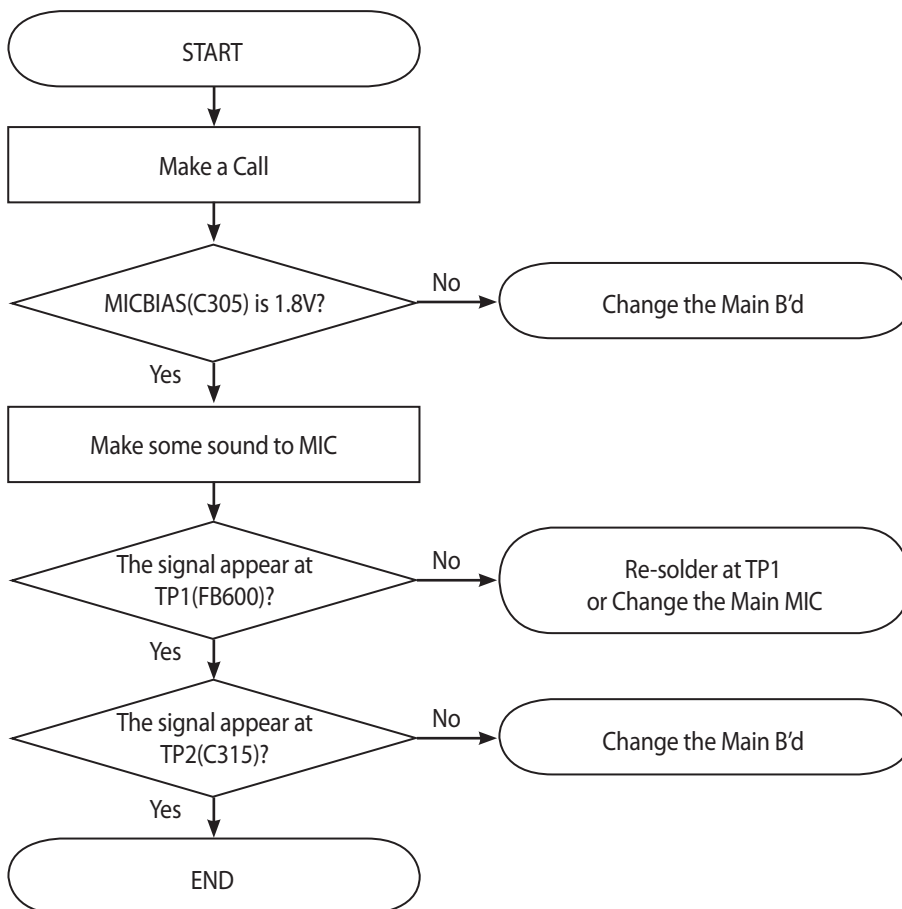 START
Make a Call
MICBIAS(C305) is 1.8V?
No
Change the Main B’d
Yes
Make some sound to MIC
The signal appear at
TP1(FB600)?
No
Re-solder at TP1
or Change the Main MIC
Yes
The signal appear at
TP2(C315)?
No
Change the Main B’d
Yes
END